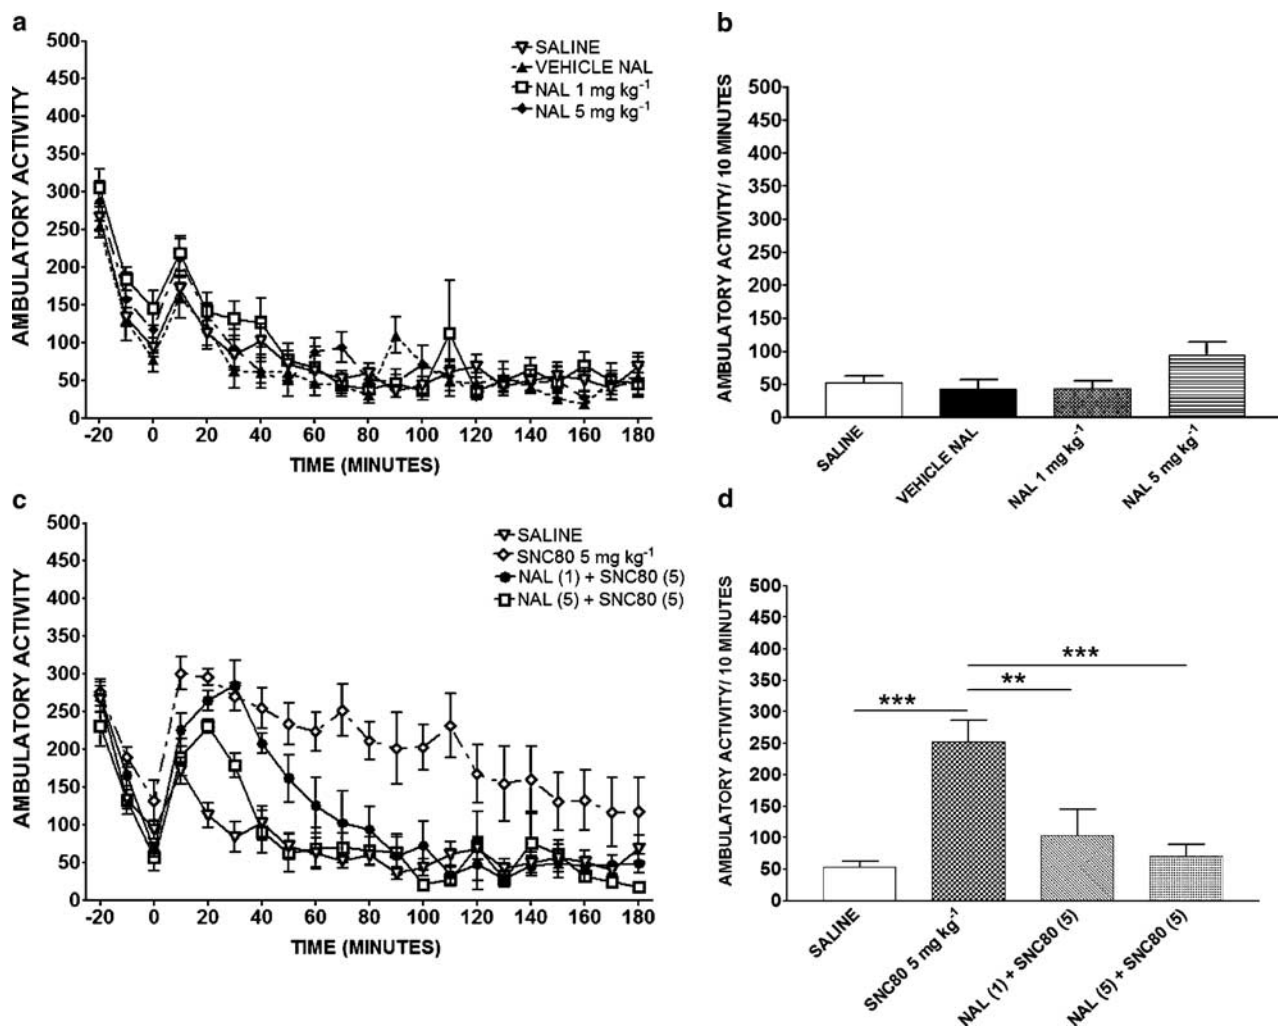 a
500
450
400
350
300
250
200
150
100
50
0
AMBULATORY ACTIVITY
SALINE
VEHICLE NAL
NAL 1 mg kg⁻¹
NAL 5 mg kg⁻¹
-20 0 20 40 60 80 100 120 140 160 180
TIME (MINUTES)
b
500
450
400
350
300
250
200
150
100
50
0
AMBULATORY ACTIVITY/ 10 MINUTES
SALINE
VEHICLE NAL
NAL 1 mg kg⁻¹
NAL 5 mg kg⁻¹
c
500
450
400
350
300
250
200
150
100
50
0
AMBULATORY ACTIVITY
SALINE
SNC80 5 mg kg⁻¹
NAL (1) + SNC80 (5)
NAL (5) + SNC80 (5)
-20 0 20 40 60 80 100 120 140 160 180
TIME (MINUTES)
d
500
450
400
350
300
250
200
150
100
50
0
AMBULATORY ACTIVITY/ 10 MINUTES
***
**
***
SALINE
SNC80 5 mg kg⁻¹
NAL (1) + SNC80 (5)
NAL (5) + SNC80 (5)